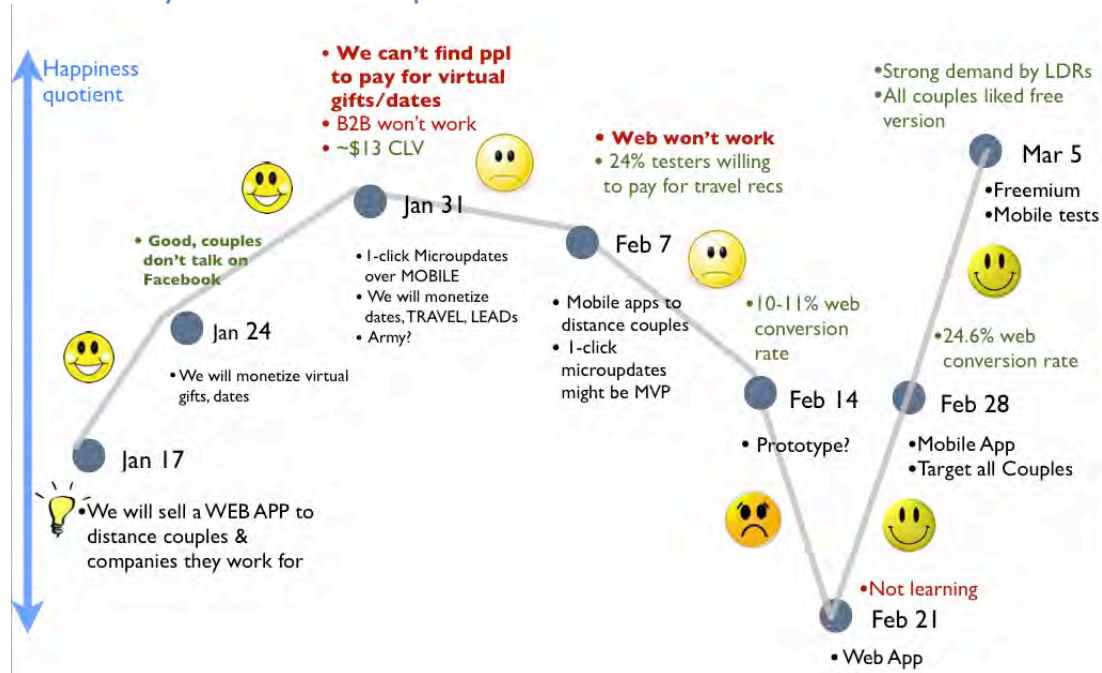 Happiness
quotient
• We can't find ppl
to pay for virtual
gifts/dates
• B2B won't work
• ~$13 CLV
•Strong demand by LDRs
•All couples liked free
version
• Web won't work
• 24% testers willing
to pay for travel recs
Mar 5
•Freemium
•Mobile tests
Jan 31
• Good, couples
don't talk on
Facebook
Feb 7
• 1-click Microupdates
over MOBILE
• We will monetize
dates, TRAVEL, LEADs
• Army?
• Mobile apps to
distance couples
• 1-click
microupdates
might be MVP
•10-11% web
conversion
rate
Jan 24
• We will monetize virtual
gifts, dates
•24.6% web
conversion rate
Feb 14
• Prototype?
Feb 28
•Mobile App
•Target all Couples
Jan 17
•We will sell a WEB APP to
distance couples &
companies they work for
•Not learning
Feb 21
• Web App